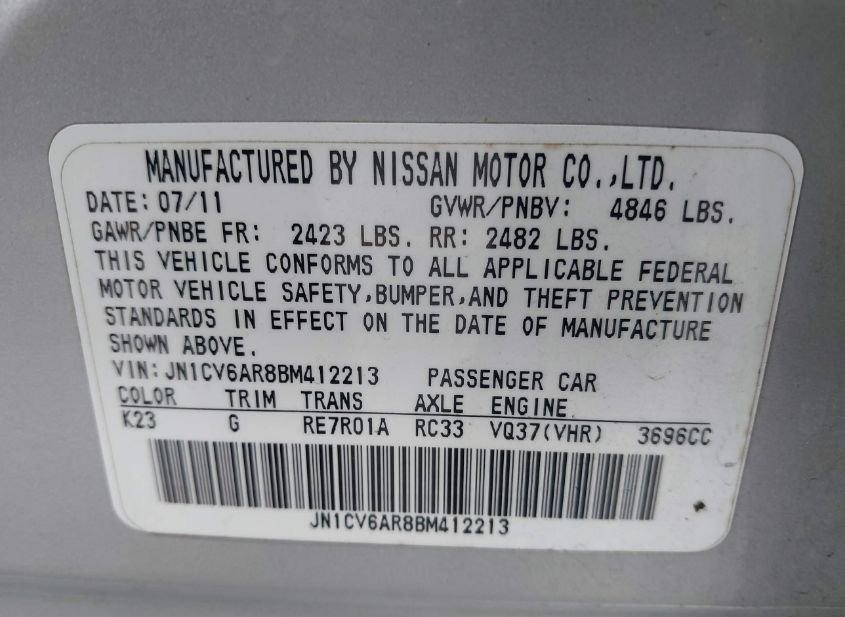 MANUFACTURED BY NISSAN MOTOR CO.,LTD.
DATE: 07/11 GVWR/PNBV: 4846 LBS.
GAWR/PNBE FR: 2423 LBS. RR: 2482 LBS.
THIS VEHICLE CONFORMS TO ALL APPLICABLE FEDERAL
MOTOR VEHICLE SAFETY,BUMPER,AND THEFT PREVENTION
STANDARDS IN EFFECT ON THE DATE OF MANUFACTURE
SHOWN ABOVE.
VIN:JN1CV6AR8BM412213 PASSENGER CAR
COLOR TRIM TRANS AXLE ENGINE
K23 G RE7R01A RC33 VQ37(VHR) 3696CC
JN1CV6AR8BM412213